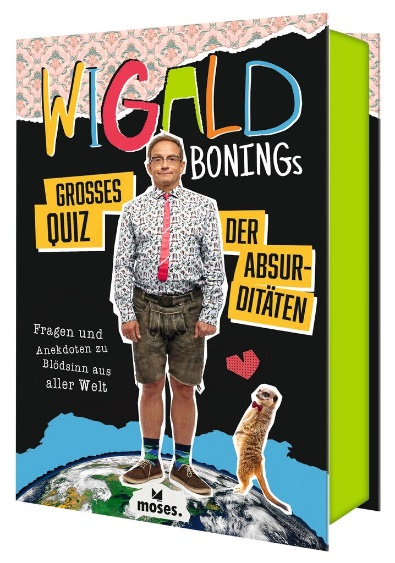 WIGALD
BONINGs
GROSSES
QUIZ
DER
ABSUR-
DITÄTEN
Fragen und
Anekdoten zu
Blödsinn aus
aller Welt
moses.